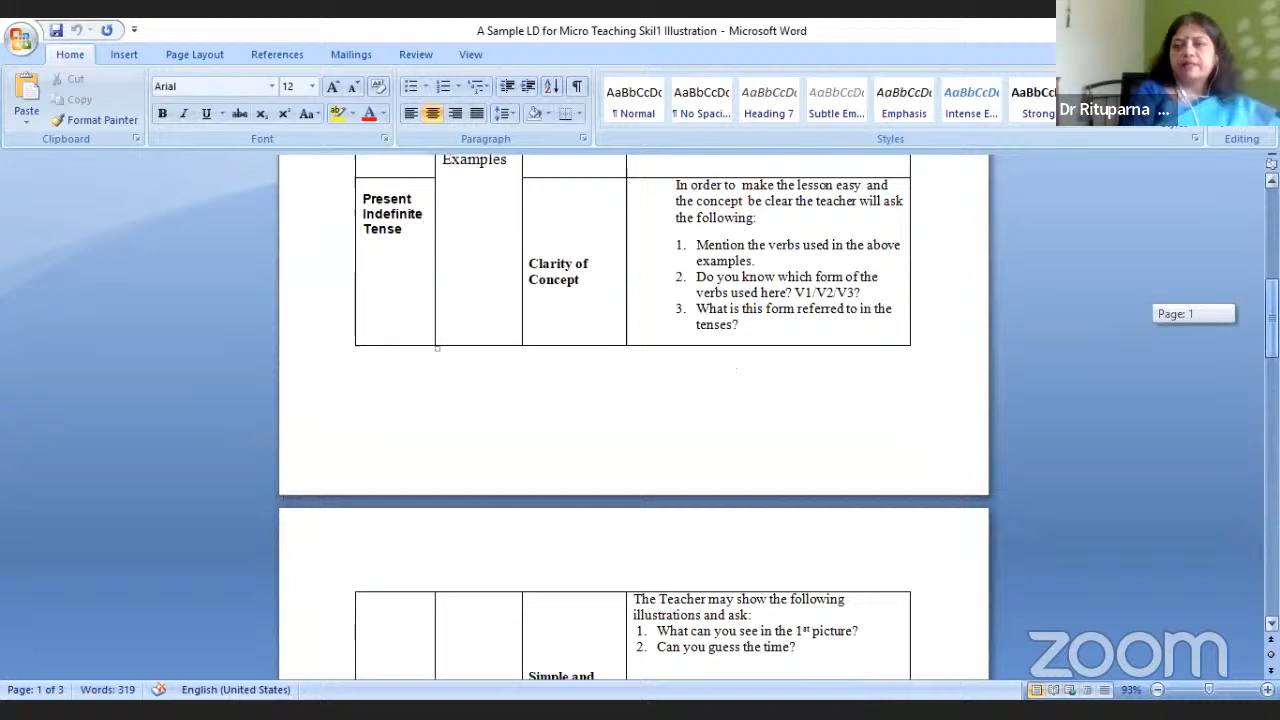 A Sample LD for Micro Teaching Skil1 Illustration - Microsoft Word
Home Insert Page Layout References Mailings Review View
Paste
Cut
Copy
Format Painter
Clipboard
Arial 12
B I U abc X₂ X² Aa
Font
Paragraph
AaBbCcDc AaBbCcDc AaBbCcDc AaBbCcDc AaBbCcDc AaBbCcDc AaBbCcDc
¶ Normal ¶ No Spaci... Heading 7 Subtle Em... Emphasis Intense E... Strong
Styles
Editing
Dr Rituparna ...
Examples
Present
Indefinite
Tense
Clarity of
Concept
In order to make the lesson easy and
the concept be clear the teacher will ask
the following:
1. Mention the verbs used in the above
examples.
2. Do you know which form of the
verbs used here? V1/V2/V3?
3. What is this form referred to in the
tenses?
Page: 1
Simple and
The Teacher may show the following
illustrations and ask:
1. What can you see in the 1st picture?
2. Can you guess the time?
zoom
Page: 1 of 3 Words: 319 English (United States) 93%